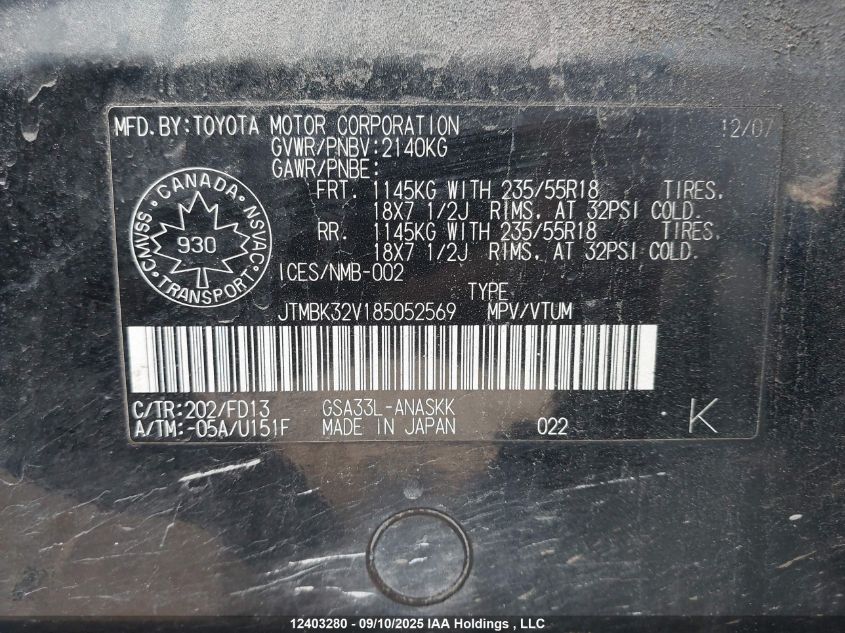 MFD.BY:TOYOTA MOTOR CORPORATION 12/07
GVWR/PNBV:2140KG
GAWR/PNBE:
FRT. 1145KG WITH 235/55R18 TIRES,
18X7 1/2J RIMS, AT 32PSI COLD.
RR. 1145KG WITH 235/55R18 TIRES,
18X7 1/2J RIMS, AT 32PSI COLD.
CANADA
CMVSS NSVAC
930
TRANSPORT
ICES/NMB-002
TYPE
JTMBK32V185052569 MPV/VTUM
C/TR:202/FD13 GSA33L-ANASKK
A/TM:-05A/U151F MADE IN JAPAN 022 K
12403280 - 09/10/2025 IAA Holdings , LLC